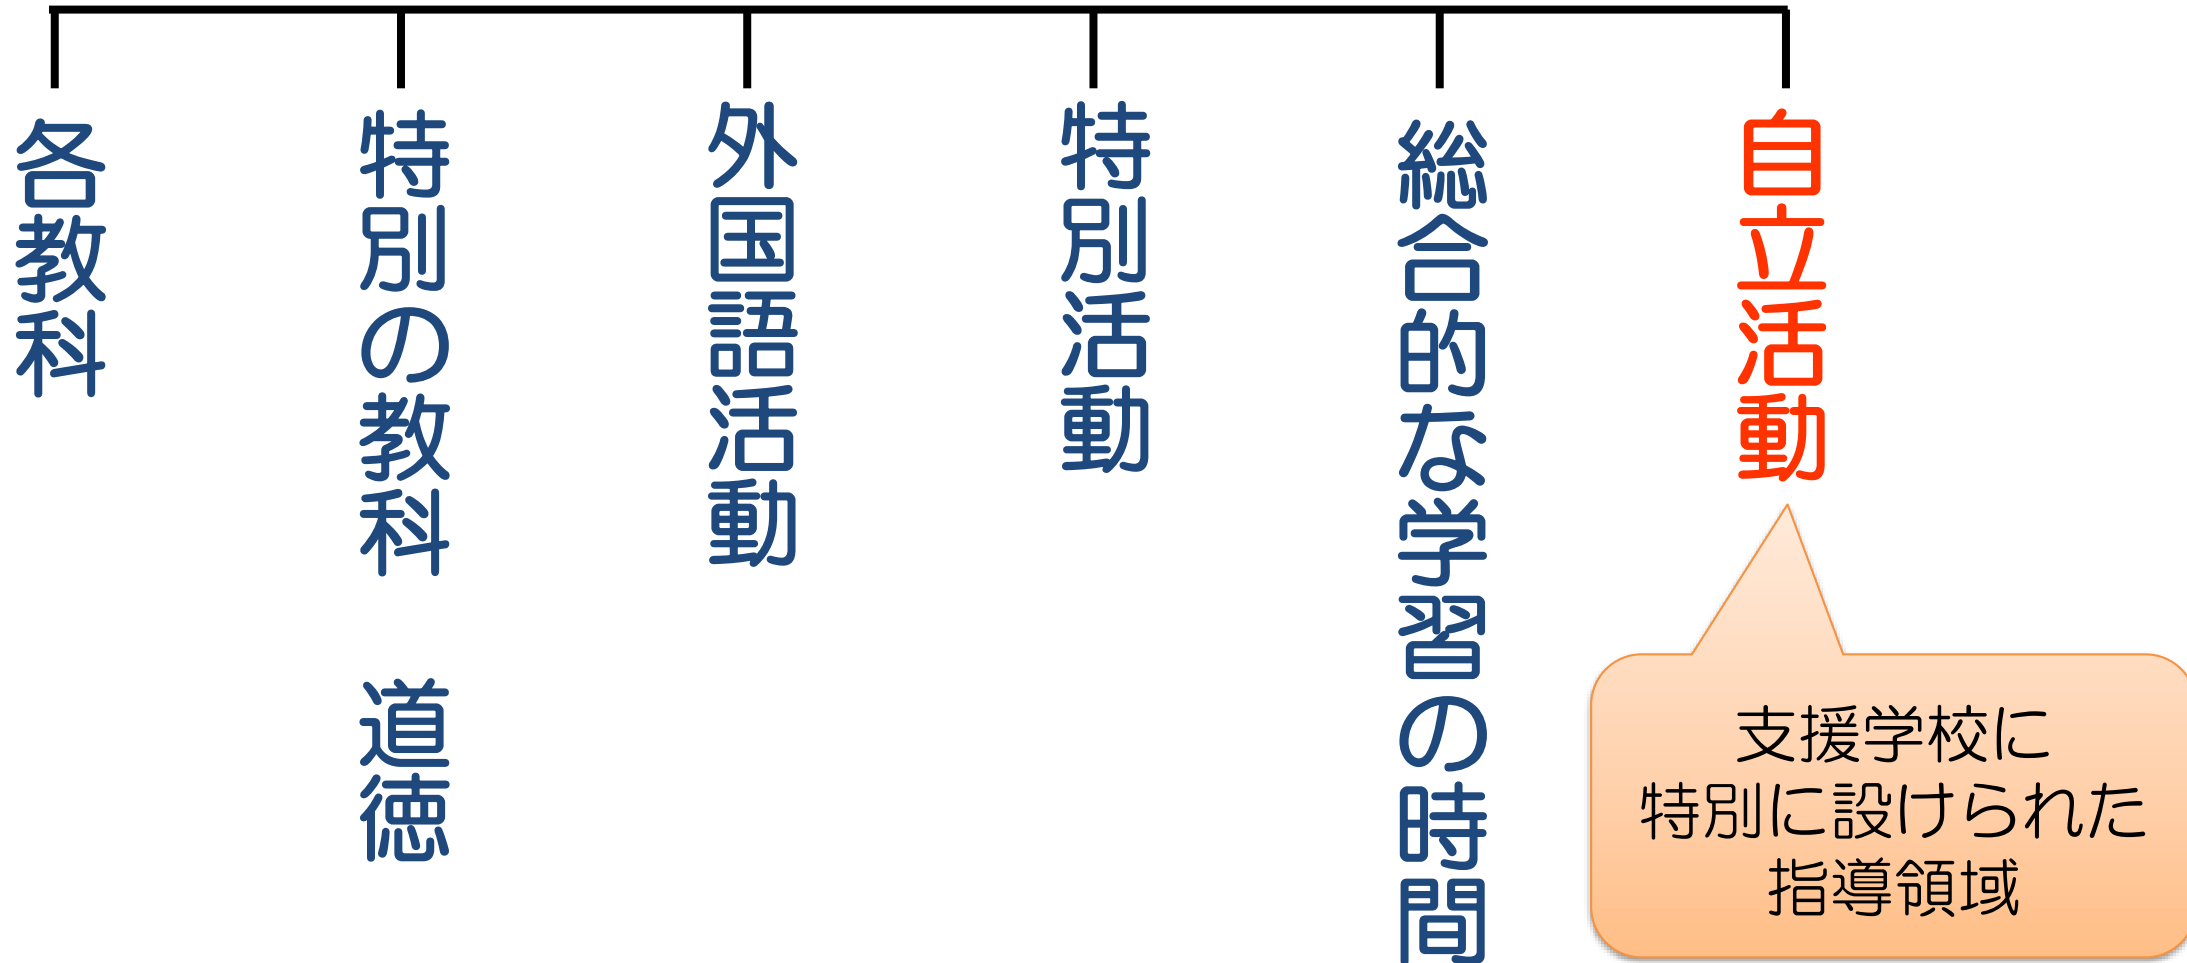 各教科
特別の教科　道徳
外国語活動
特別活動
総合的な学習の時間
自立活動
支援学校に
特別に設けられた
指導領域